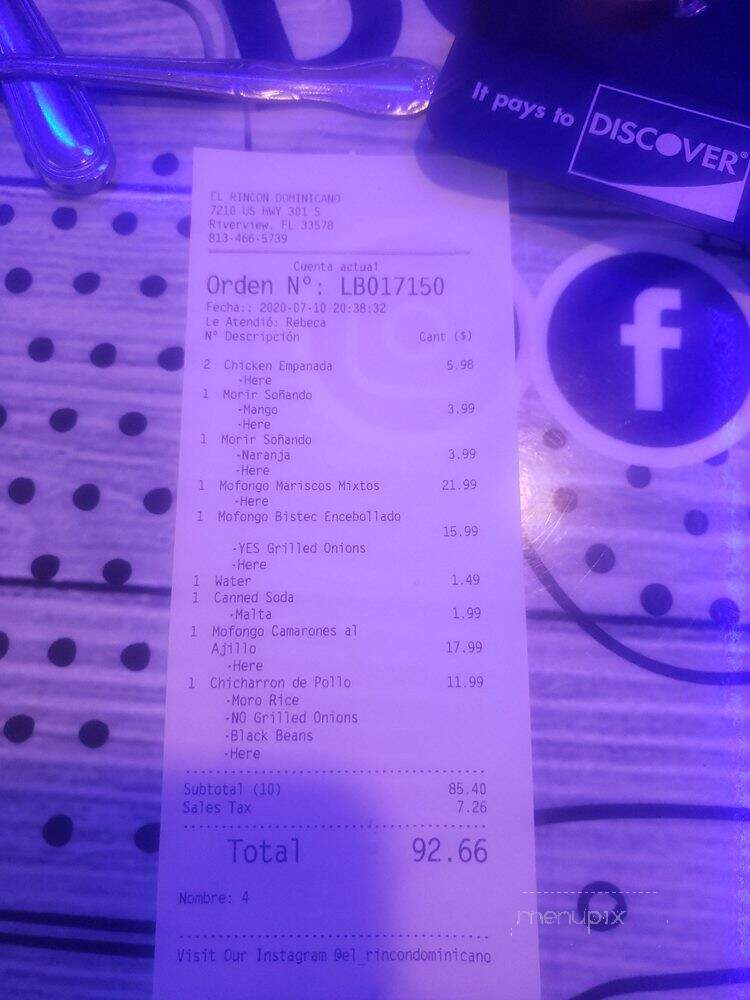 It pays to DISCOVER®
EL RINCON DOMINICANO
7210 US HWY 301 S
Riverview, FL 33578
813-466-5739
Cuenta actual
Orden N°: LB017150
Fecha:: 2020-07-10 20:38:32
Le Atendió: Rebeca
N° Descripción Cant ($)
2 Chicken Empanada 5.98
-Here
1 Morir Soñando
-Mango 3.99
-Here
1 Morir Soñando
-Naranja 3.99
-Here
1 Mofongo Mariscos Mixtos 21.99
-Here
1 Mofongo Bistec Encebollado
15.99
-YES Grilled Onions
-Here
1 Water 1.49
1 Canned Soda
-Malta 1.99
1 Mofongo Camarones al
Ajillo 17.99
-Here
1 Chicharron de Pollo 11.99
-Moro Rice
-NO Grilled Onions
-Black Beans
-Here
Subtotal (10) 85.40
Sales Tax 7.26
Total 92.66
Nombre: 4
Visit Our Instagram @el_rincondominicano
f
menupix